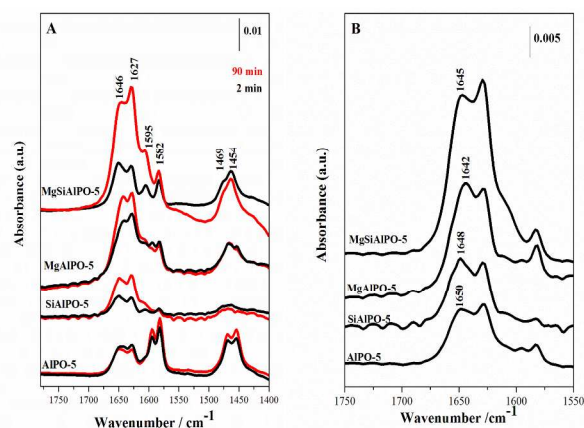 A
0.01
1646
1627
90 min
2 min
1595
1582
1469
1454
MgSiAlPO-5
MgAlPO-5
SiAlPO-5
AlPO-5
Absorbance (a.u.)
1750 1700 1650 1600 1550 1500 1450 1400
Wavenumber / cm-1
B
0.005
1645
1642
1648
1650
MgSiAlPO-5
MgAlPO-5
SiAlPO-5
AlPO-5
Absorbance (a.u.)
1750 1700 1650 1600 1550
Wavenumber / cm-1